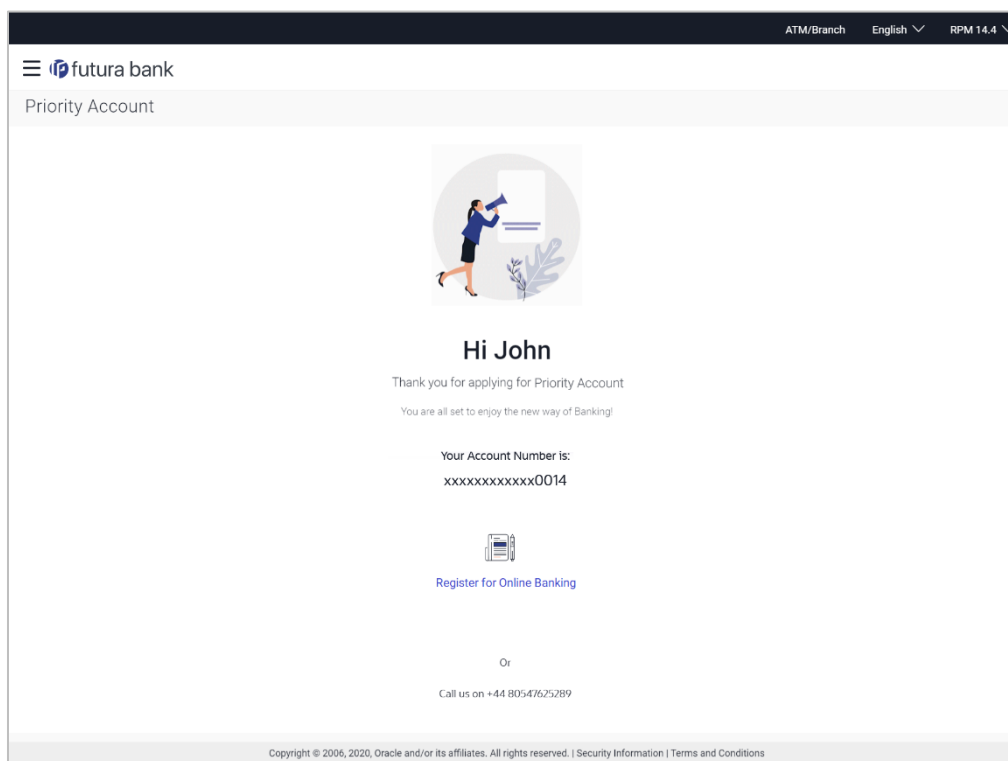 ATM/Branch English RPM 14.4
futura bank
Priority Account
Hi John
Thank you for applying for Priority Account
You are all set to enjoy the new way of Banking!
Your Account Number is:
xxxxxxxxxxxx0014
Register for Online Banking
Or
Call us on +44 80547625289
Copyright © 2006, 2020, Oracle and/or its affiliates. All rights reserved. | Security Information | Terms and Conditions